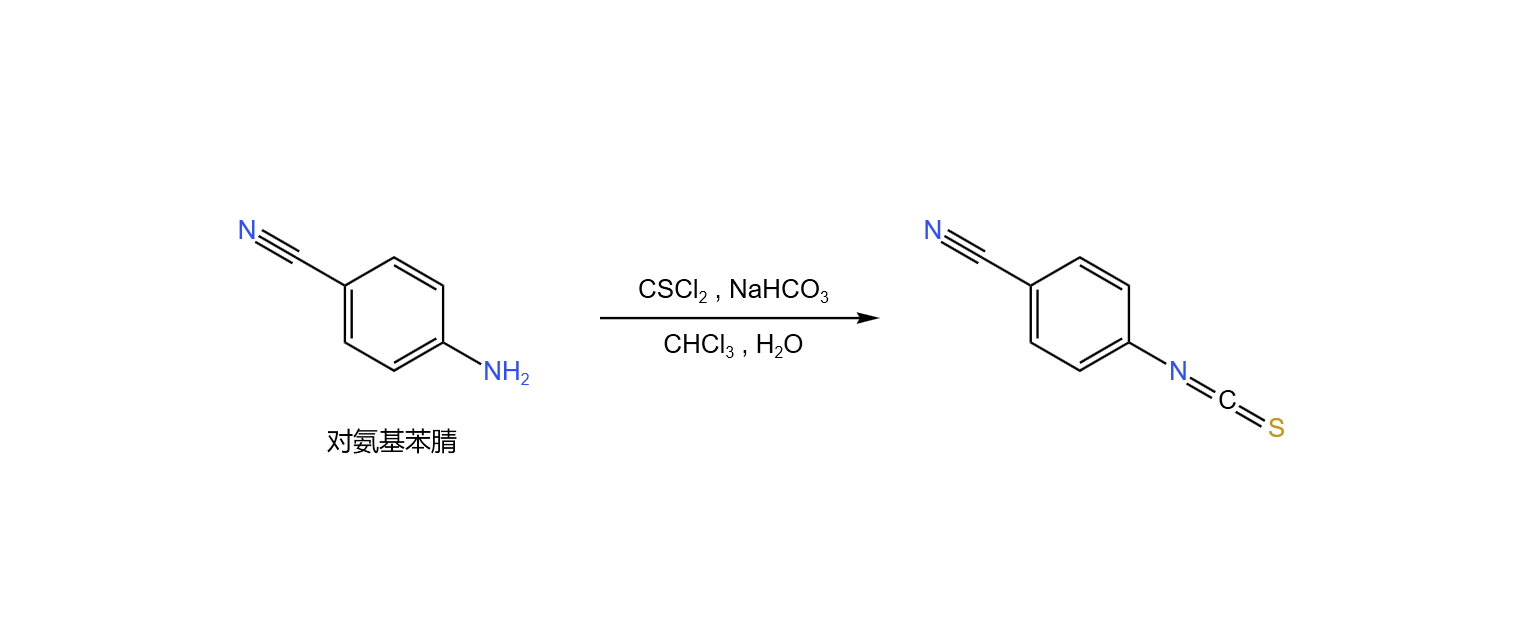 N
NH₂
对氨基苯腈
CSCl₂ , NaHCO₃
CHCl₃ , H₂O
N
N
C
S